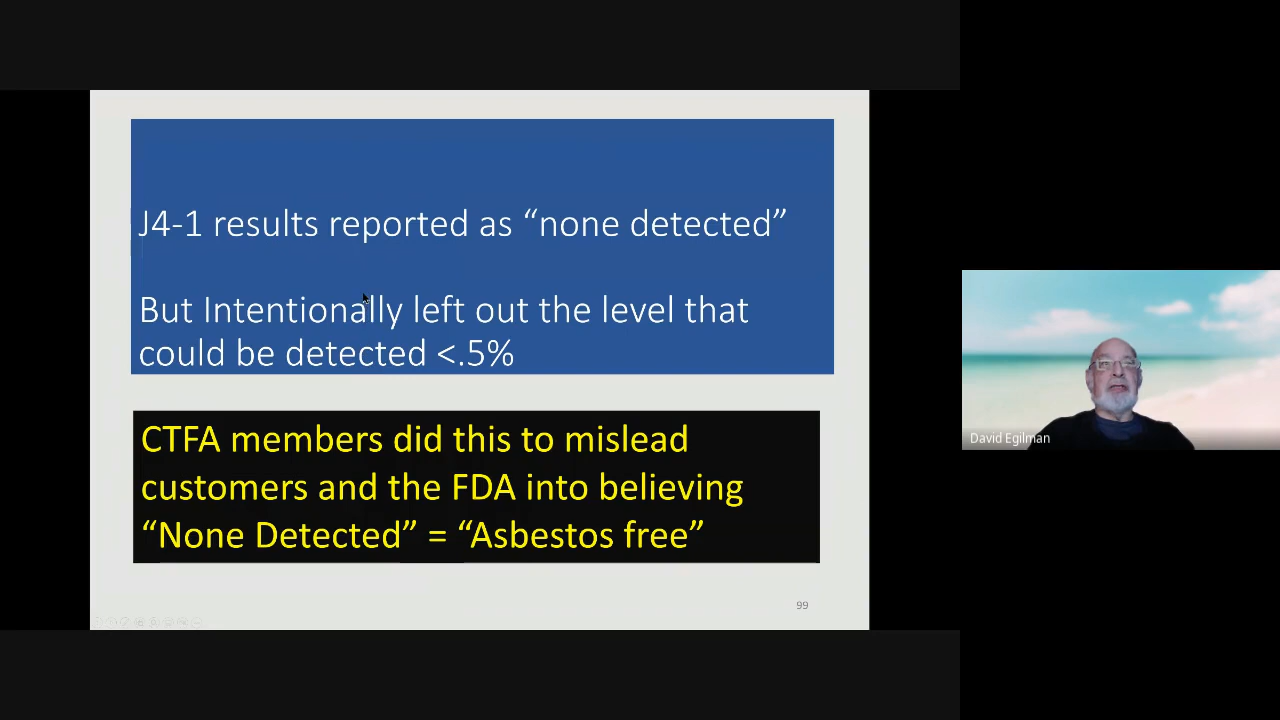 J4-1 results reported as “none detected”
But Intentionally left out the level that
could be detected <.5%
CTFA members did this to mislead
customers and the FDA into believing
“None Detected” = “Asbestos free”
99
David Egilman